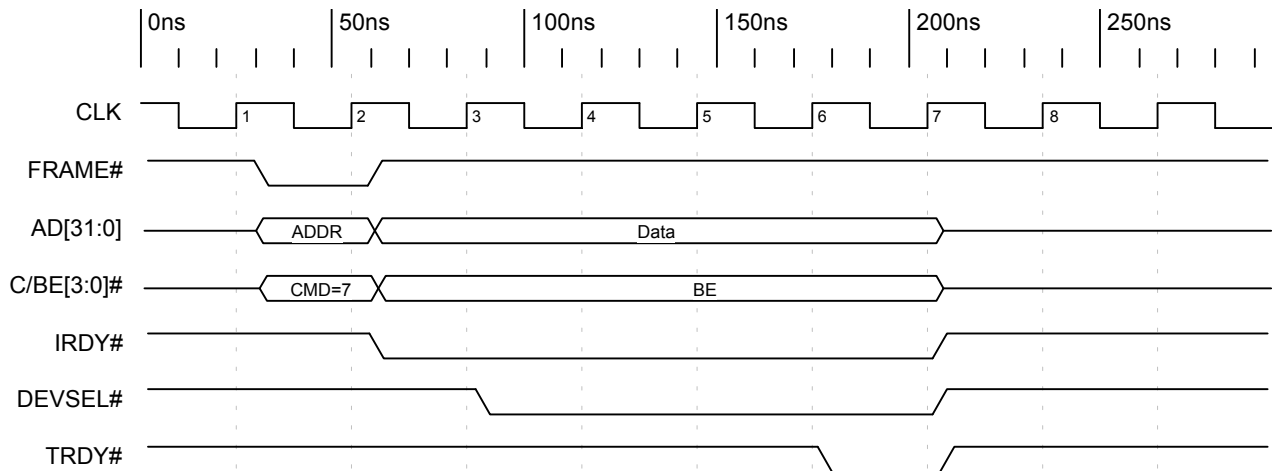 0ns 50ns 100ns 150ns 200ns 250ns
CLK 1 2 3 4 5 6 7 8
FRAME#
AD[31:0] ADDR Data
C/BE[3:0]# CMD=7 BE
IRDY#
DEVSEL#
TRDY#